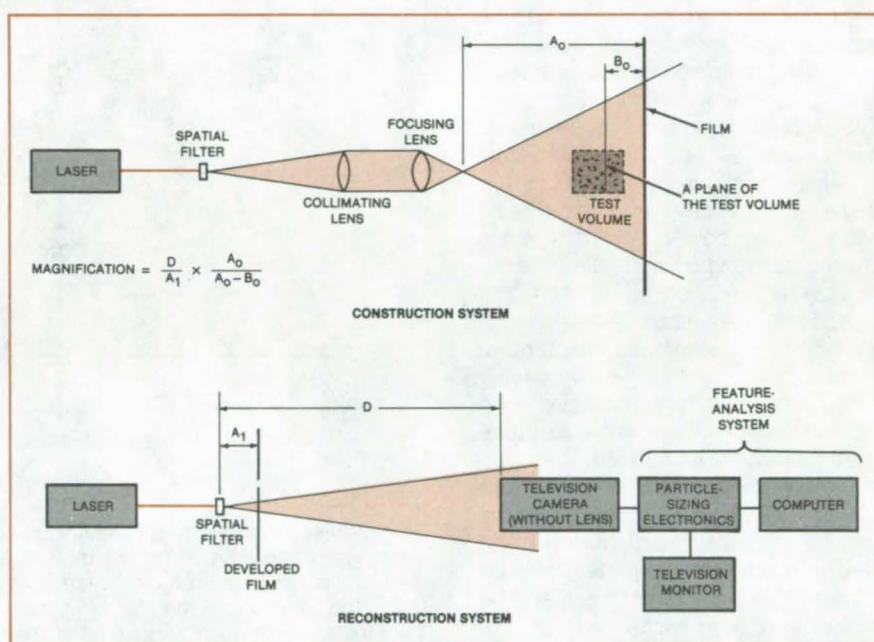 A₀
B₀
FOCUSING
LENS
SPATIAL
FILTER
FILM
LASER
A PLANE OF
THE TEST VOLUME
TEST
VOLUME
COLLIMATING
LENS
MAGNIFICATION = D/A₁ × A₀/(A₀ – B₀)
CONSTRUCTION SYSTEM
FEATURE-
ANALYSIS
SYSTEM
D
A₁
LASER
SPATIAL
FILTER
TELEVISION
CAMERA
(WITHOUT LENS)
PARTICLE-
SIZING
ELECTRONICS
COMPUTER
DEVELOPED
FILM
TELEVISION
MONITOR
RECONSTRUCTION SYSTEM